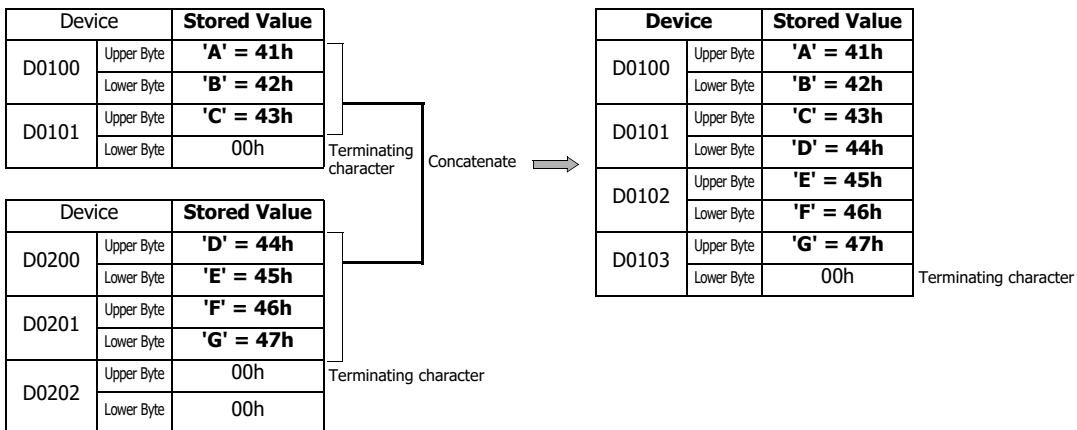 Device Stored Value
D0100 Upper Byte 'A' = 41h
Lower Byte 'B' = 42h
D0101 Upper Byte 'C' = 43h
Lower Byte 00h
Terminating character
Device Stored Value
D0200 Upper Byte 'D' = 44h
Lower Byte 'E' = 45h
D0201 Upper Byte 'F' = 46h
Lower Byte 'G' = 47h
D0202 Upper Byte 00h Terminating character
Lower Byte 00h
Concatenate
Device Stored Value
D0100 Upper Byte 'A' = 41h
Lower Byte 'B' = 42h
D0101 Upper Byte 'C' = 43h
Lower Byte 'D' = 44h
D0102 Upper Byte 'E' = 45h
Lower Byte 'F' = 46h
D0103 Upper Byte 'G' = 47h
Lower Byte 00h Terminating character